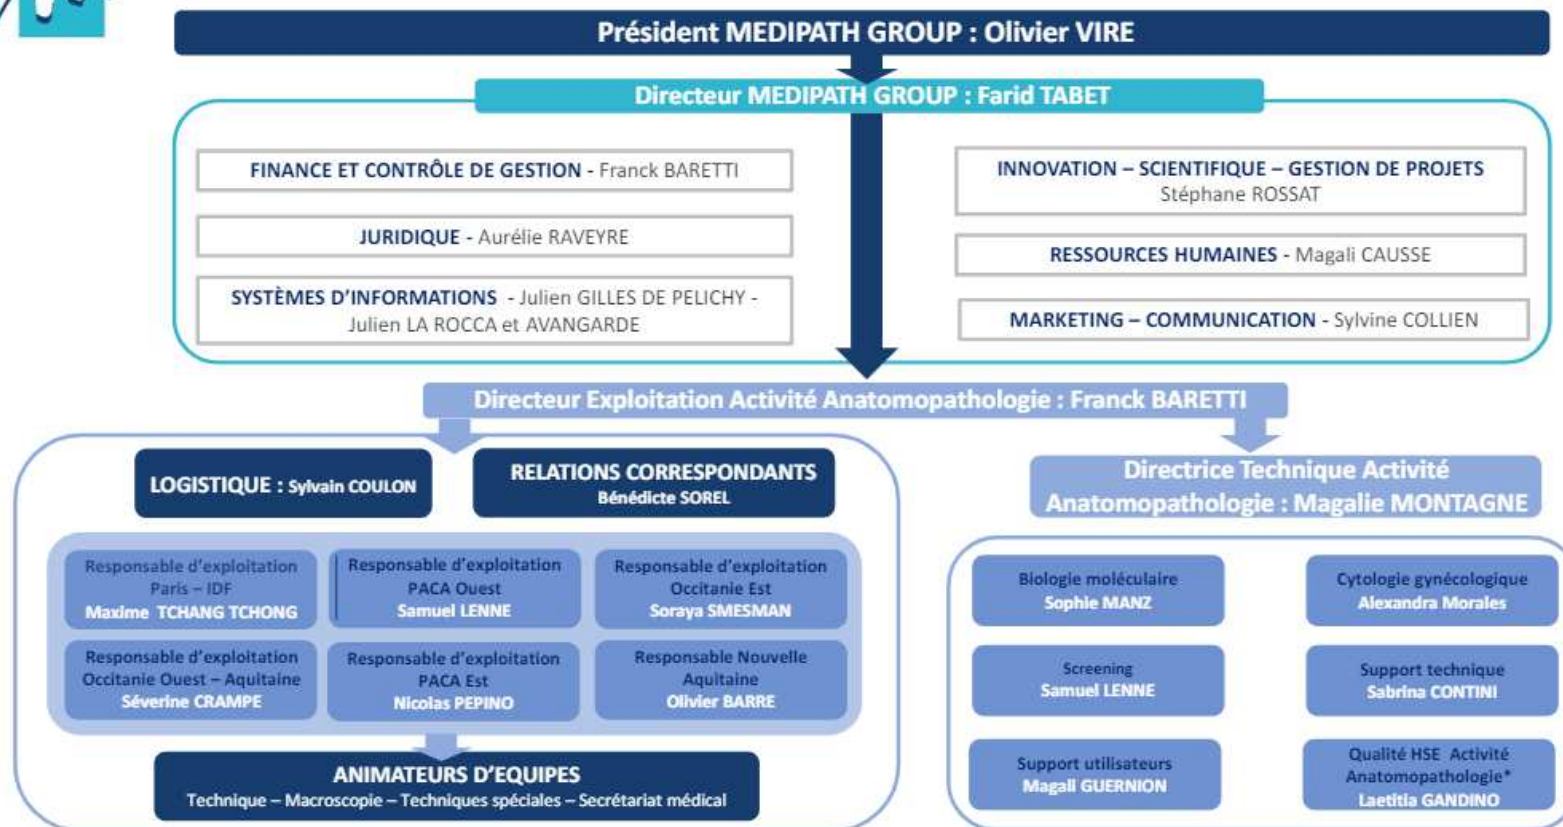 Président MEDIPATH GROUP : Olivier VIRE
Directeur MEDIPATH GROUP : Farid TABET
FINANCE ET CONTRÔLE DE GESTION - Franck BARETTI
JURIDIQUE - Aurélie RAVEYRE
SYSTÈMES D'INFORMATIONS - Julien GILLES DE PELICHY -
Julien LA ROCCA et AVANGARDE
INNOVATION – SCIENTIFIQUE – GESTION DE PROJETS
Stéphane ROSSAT
RESSOURCES HUMAINES - Magali CAUSSE
MARKETING – COMMUNICATION - Sylvine COLLIEN
Directeur Exploitation Activité Anatomopathologie : Franck BARETTI
LOGISTIQUE : Sylvain COULON
RELATIONS CORRESPONDANTS
Bénédicte SOREL
Responsable d'exploitation
Paris – IDF
Maxime TCHANG TCHONG
Responsable d'exploitation
PACA Ouest
Samuel LENNE
Responsable d'exploitation
Occitanie Est
Soraya SMESMAN
Responsable d'exploitation
Occitanie Ouest – Aquitaine
Séverine CRAMPE
Responsable d'exploitation
PACA Est
Nicolas PEPINO
Responsable Nouvelle
Aquitaine
Olivier BARRE
ANIMATEURS D'EQUIPES
Technique – Macroscopie – Techniques spéciales – Secrétariat médical
Directrice Technique Activité
Anatomopathologie : Magalie MONTAGNE
Biologie moléculaire
Sophie MANZ
Cytologie gynécologique
Alexandra Morales
Screening
Samuel LENNE
Support technique
Sabrina CONTINI
Support utilisateurs
Magali GUERNION
Qualité HSE Activité
Anatomopathologie*
Laetitia GANDINO